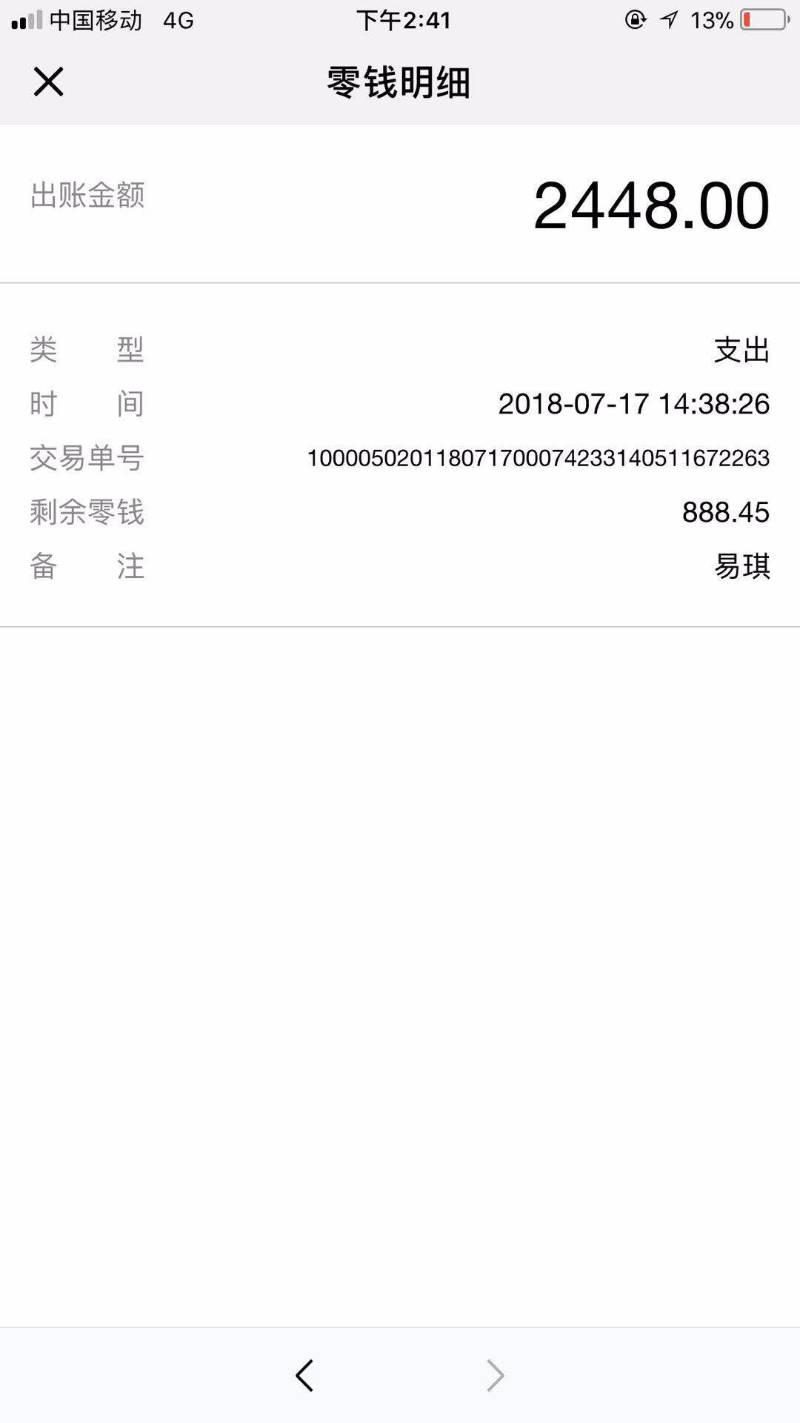 中国移动 4G 下午2:41 13%
零钱明细
出账金额 2448.00
类 型 支出
时 间 2018-07-17 14:38:26
交易单号 100005020118071700074233140511672263
剩余零钱 888.45
备 注 易琪